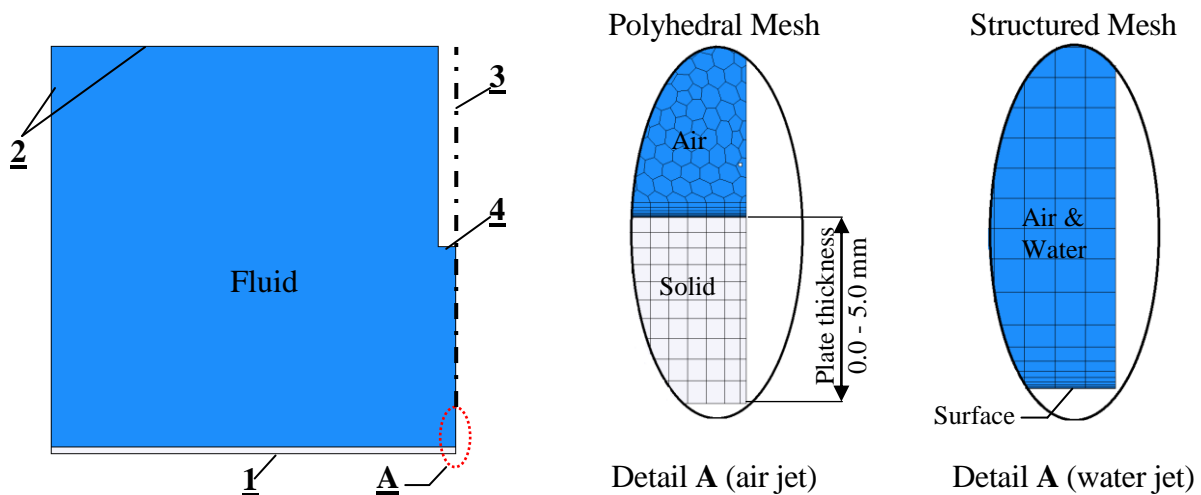 Polyhedral Mesh
Structured Mesh
3
2
Air
4
Air &
Water
Fluid
Solid
Plate thickness
0.0 - 5.0 mm
Surface
1
A
Detail A (air jet)
Detail A (water jet)